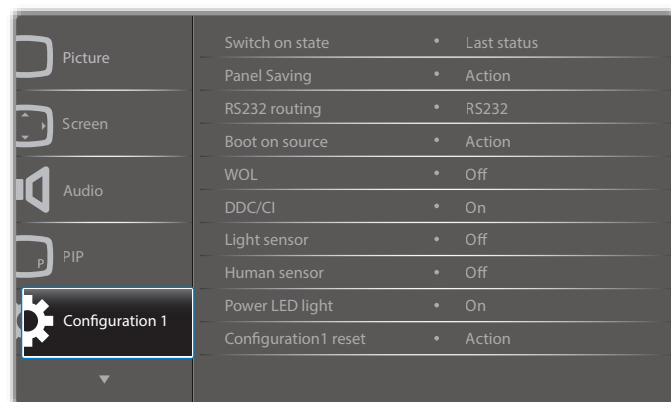 Picture
Screen
Audio
PIP
P
Configuration 1
Switch on state • Last status
Panel Saving • Action
RS232 routing • RS232
Boot on source • Action
WOL • Off
DDC/CI • On
Light sensor • Off
Human sensor • Off
Power LED light • On
Configuration1 reset • Action